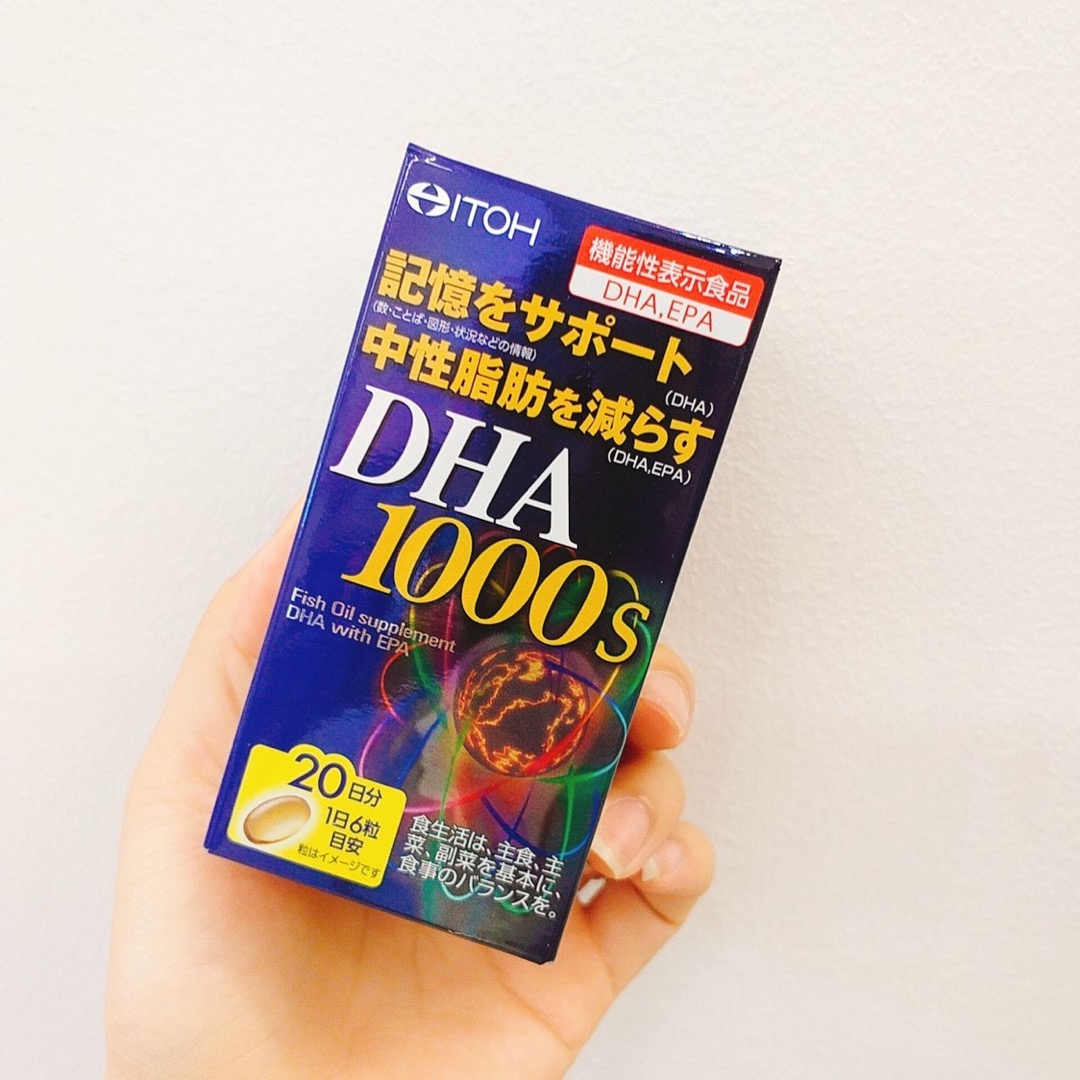 ITOH
機能性表示食品
DHA,EPA
記憶をサポート
(数・ことば・図形・状況などの情報)
(DHA)
中性脂肪を減らす
(DHA,EPA)
DHA
1000s
Fish Oil supplement
DHA with EPA
20日分
1日6粒
目安
粒はイメージです
食生活は、主食、主
菜、副菜を基本に、
食事のバランスを。